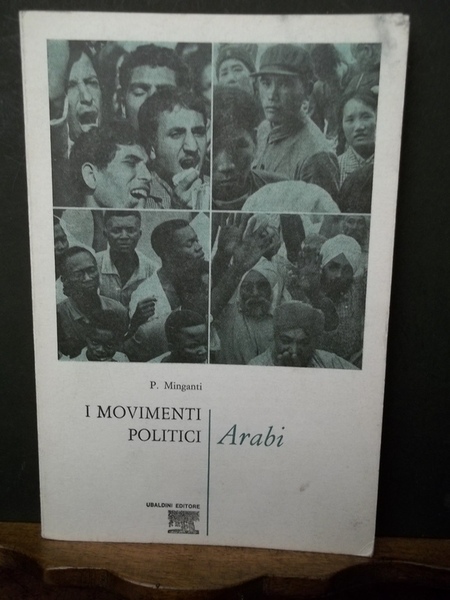 P. Minganti
I MOVIMENTI
POLITICI
Arabi
UBALDINI EDITORE